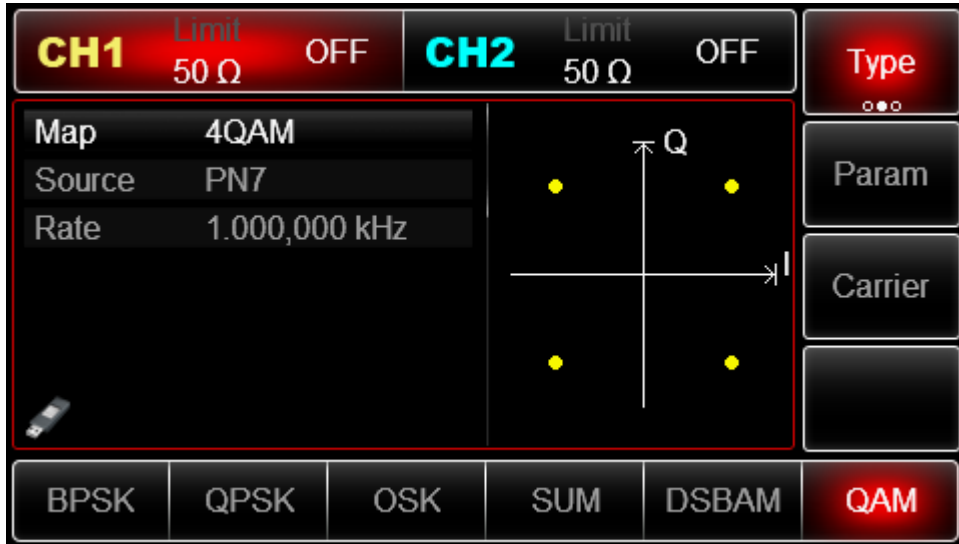 CH1 Limit 50 Ω OFF
CH2 Limit 50 Ω OFF
Type
Map 4QAM
Source PN7
Rate 1.000,000 kHz
Q
I
Param
Carrier
BPSK QPSK OSK SUM DSBAM QAM